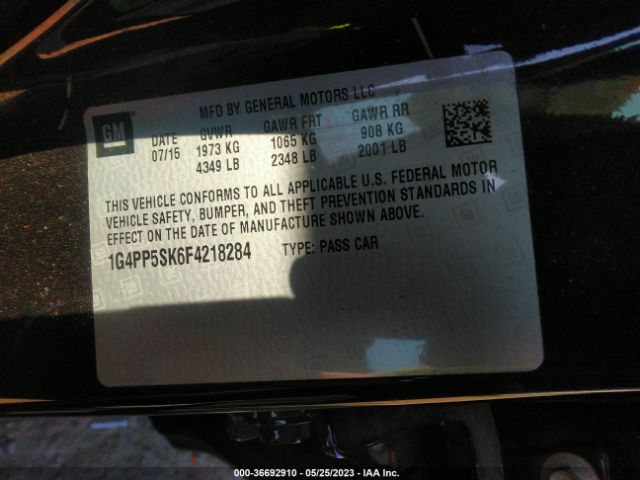 GM
MFD BY GENERAL MOTORS LLC
DATE GVWR GAWR FRT GAWR RR
07/15 1973 KG 1065 KG 908 KG
4349 LB 2348 LB 2001 LB
THIS VEHICLE CONFORMS TO ALL APPLICABLE U.S. FEDERAL MOTOR
VEHICLE SAFETY, BUMPER, AND THEFT PREVENTION STANDARDS IN
EFFECT ON THE DATE OF MANUFACTURE SHOWN ABOVE.
1G4PP5SK6F4218284 TYPE: PASS CAR
000-36692910 - 05/25/2023 - IAA Inc.